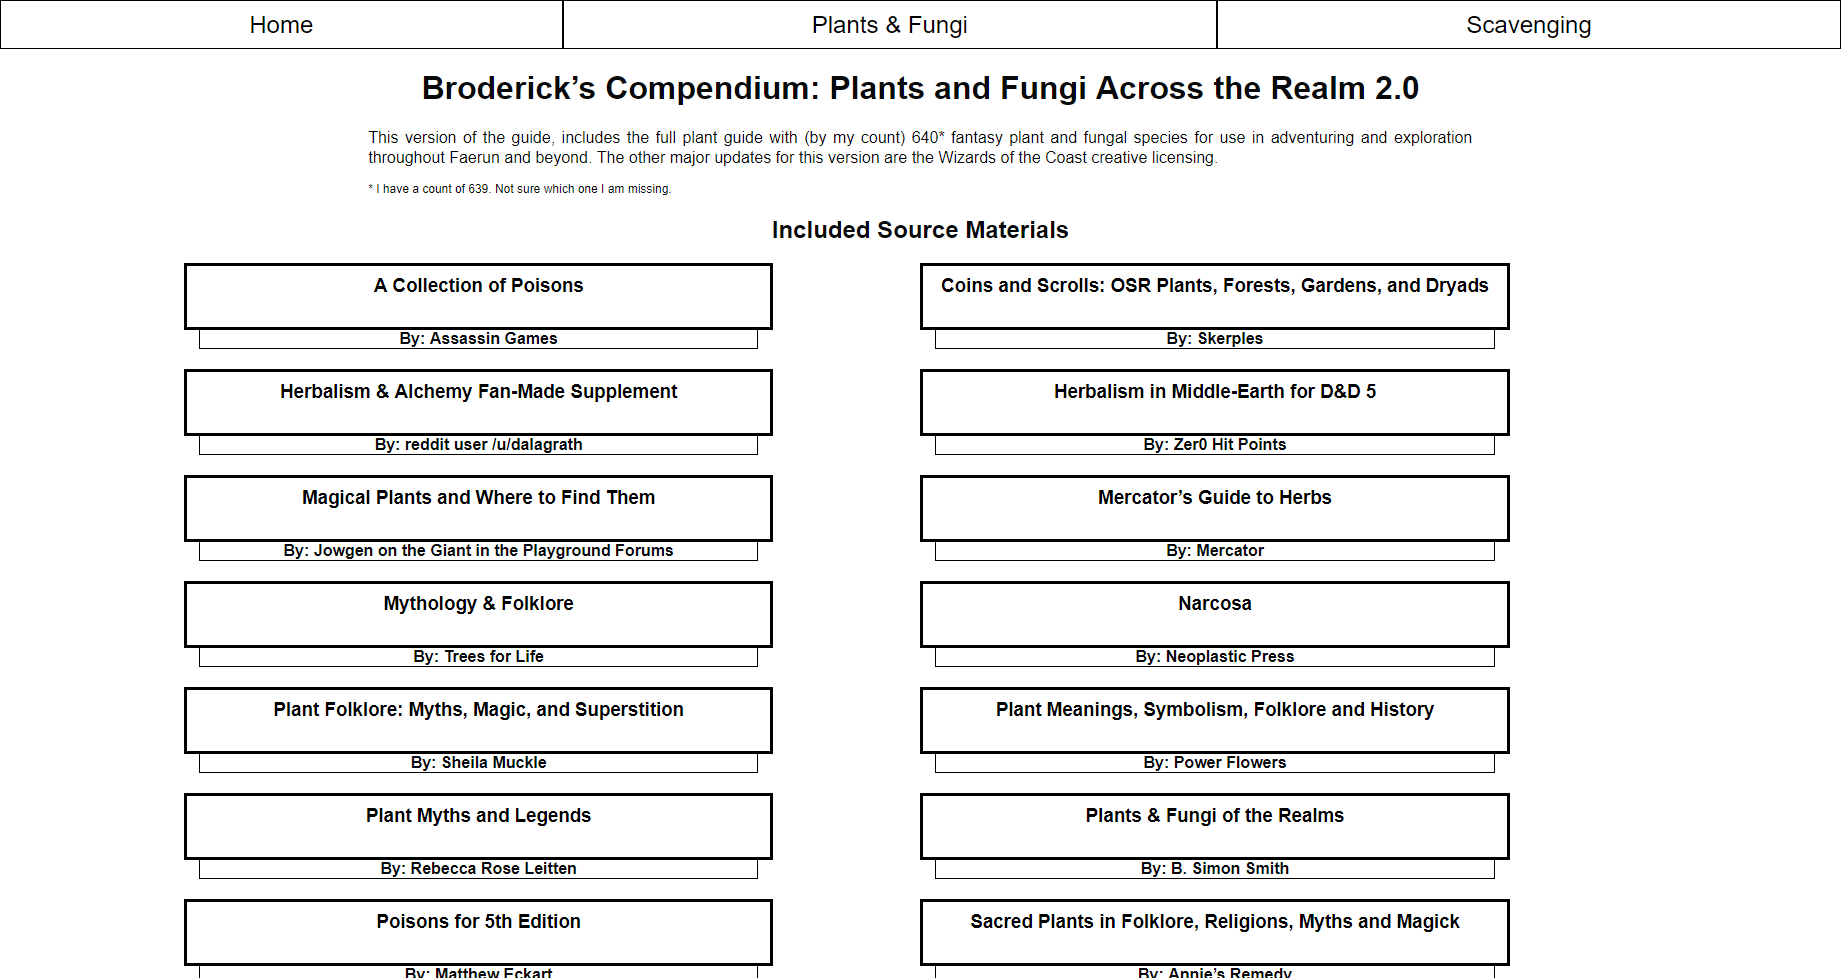 Home
Plants & Fungi
Scavenging
Broderick’s Compendium: Plants and Fungi Across the Realm 2.0
This version of the guide, includes the full plant guide with (by my count) 640* fantasy plant and fungal species for use in adventuring and exploration
throughout Faerun and beyond. The other major updates for this version are the Wizards of the Coast creative licensing.
* I have a count of 639. Not sure which one I am missing.
Included Source Materials
A Collection of Poisons
By: Assassin Games
Coins and Scrolls: OSR Plants, Forests, Gardens, and Dryads
By: Skerples
Herbalism & Alchemy Fan-Made Supplement
By: reddit user /u/dalagrath
Herbalism in Middle-Earth for D&D 5
By: Zer0 Hit Points
Magical Plants and Where to Find Them
By: Jowgen on the Giant in the Playground Forums
Mercator’s Guide to Herbs
By: Mercator
Mythology & Folklore
By: Trees for Life
Narcosa
By: Neoplastic Press
Plant Folklore: Myths, Magic, and Superstition
By: Sheila Muckle
Plant Meanings, Symbolism, Folklore and History
By: Power Flowers
Plant Myths and Legends
By: Rebecca Rose Leitten
Plants & Fungi of the Realms
By: B. Simon Smith
Poisons for 5th Edition
By: Matthew Eckart
Sacred Plants in Folklore, Religions, Myths and Magick
By: Annie’s Remedy